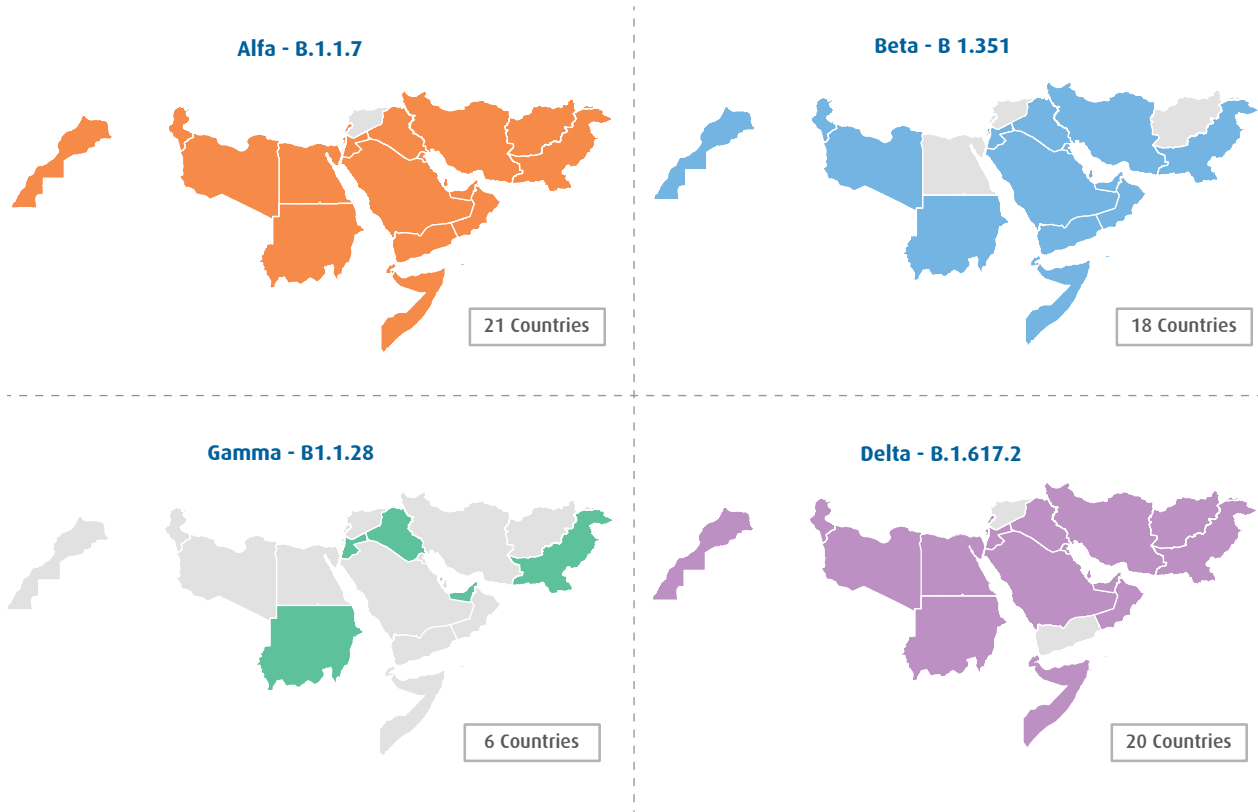 Alfa - B.1.1.7
Beta - B 1.351
21 Countries
18 Countries
Gamma - B1.1.28
Delta - B.1.617.2
6 Countries
20 Countries